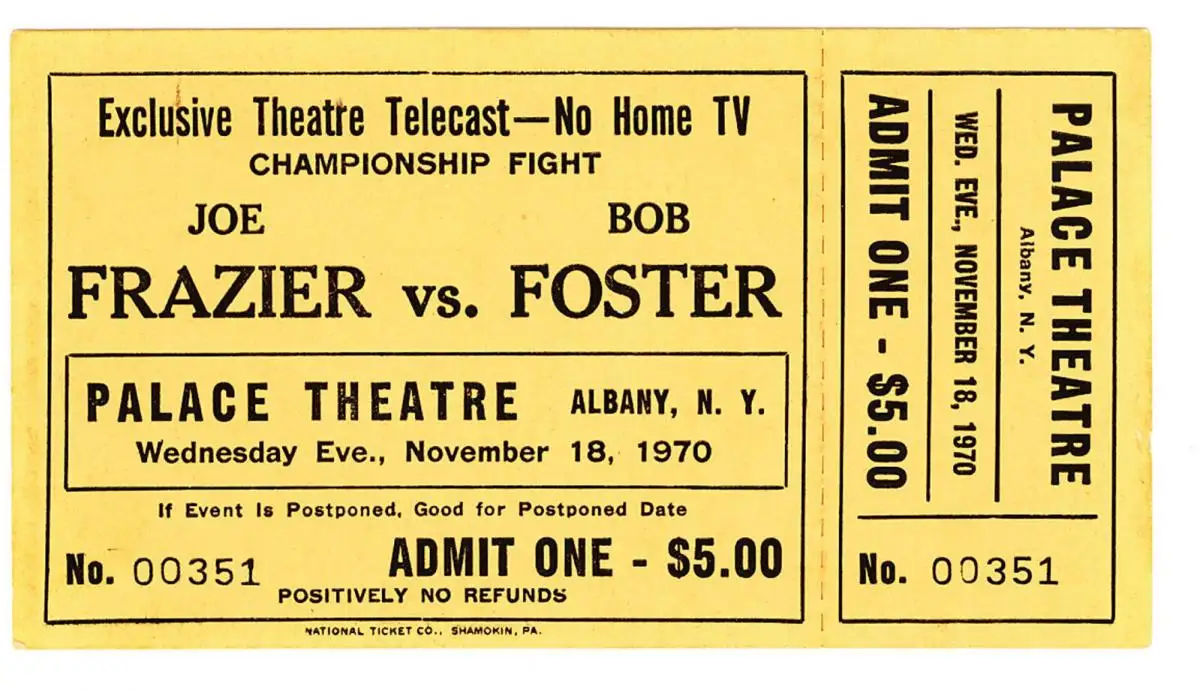 Exclusive Theatre Telecast—No Home TV
CHAMPIONSHIP FIGHT
JOE BOB
FRAZIER vs. FOSTER
PALACE THEATRE ALBANY, N. Y.
Wednesday Eve., November 18, 1970
If Event Is Postponed, Good for Postponed Date
No. 00351 ADMIT ONE - $5.00
POSITIVELY NO REFUNDS
NATIONAL TICKET CO., SHAMOKIN, PA.
PALACE THEATRE
Albany, N. Y.
WED. EVE., NOVEMBER 18, 1970
ADMIT ONE - $5.00
No. 00351